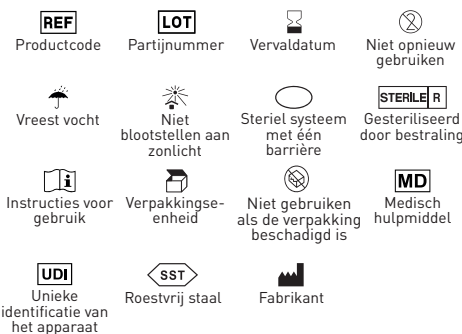 REF
Productcode
LOT
Partijnummer
Vervaldatum
2
Niet opnieuw
gebruiken
Vreest vocht
Niet
blootstellen aan
zonlicht
Steriel systeem
met één
barrière
STERILE R
Gesteriliseerd
door bestraling
i
Instructies voor
gebruik
Verpakkingse-
enheid
Niet gebruiken
als de verpakking
beschadigd is
MD
Medisch
hulpmiddel
UDI
Unieke
identificatie van
het apparaat
SST
Roestvrij staal
Fabrikant